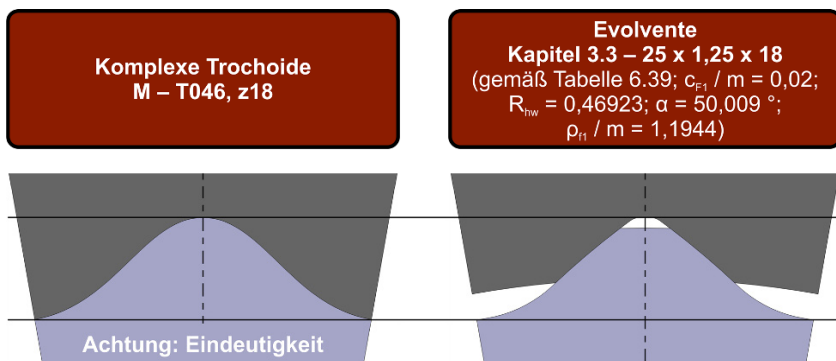 Komplexe Trochoide
M – T046, z18
Evolvente
Kapitel 3.3 – 25 x 1,25 x 18
(gemäß Tabelle 6.39; cF1 / m = 0,02;
Rhw = 0,46923; α = 50,009 °;
ρf1 / m = 1,1944)
Achtung: Eindeutigkeit